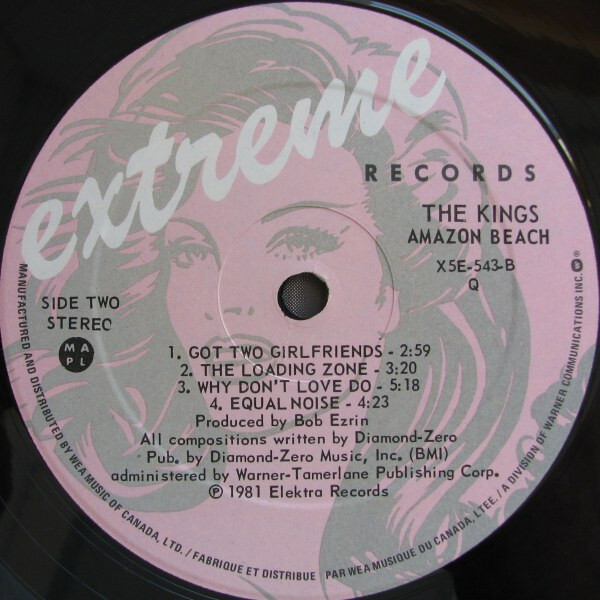 extreme
RECORDS
THE KINGS
AMAZON BEACH
X5E-543-B
Q
SIDE TWO
STEREO
MA
PL
1. GOT TWO GIRLFRIENDS - 2:59
2. THE LOADING ZONE - 3:20
3. WHY DON'T LOVE DO - 5:18
4. EQUAL NOISE - 4:23
Produced by Bob Ezrin
All compositions written by Diamond-Zero
Pub. by Diamond-Zero Music, Inc. (BMI)
administered by Warner-Tamerlane Publishing Corp.
Ⓟ 1981 Elektra Records
MANUFACTURED AND DISTRIBUTED BY WEA MUSIC OF CANADA, LTD. / FABRIQUE ET DISTRIBUE PAR WEA MUSIQUE DU CANADA, LTEE. / A DIVISION OF WARNER COMMUNICATIONS INC. ®